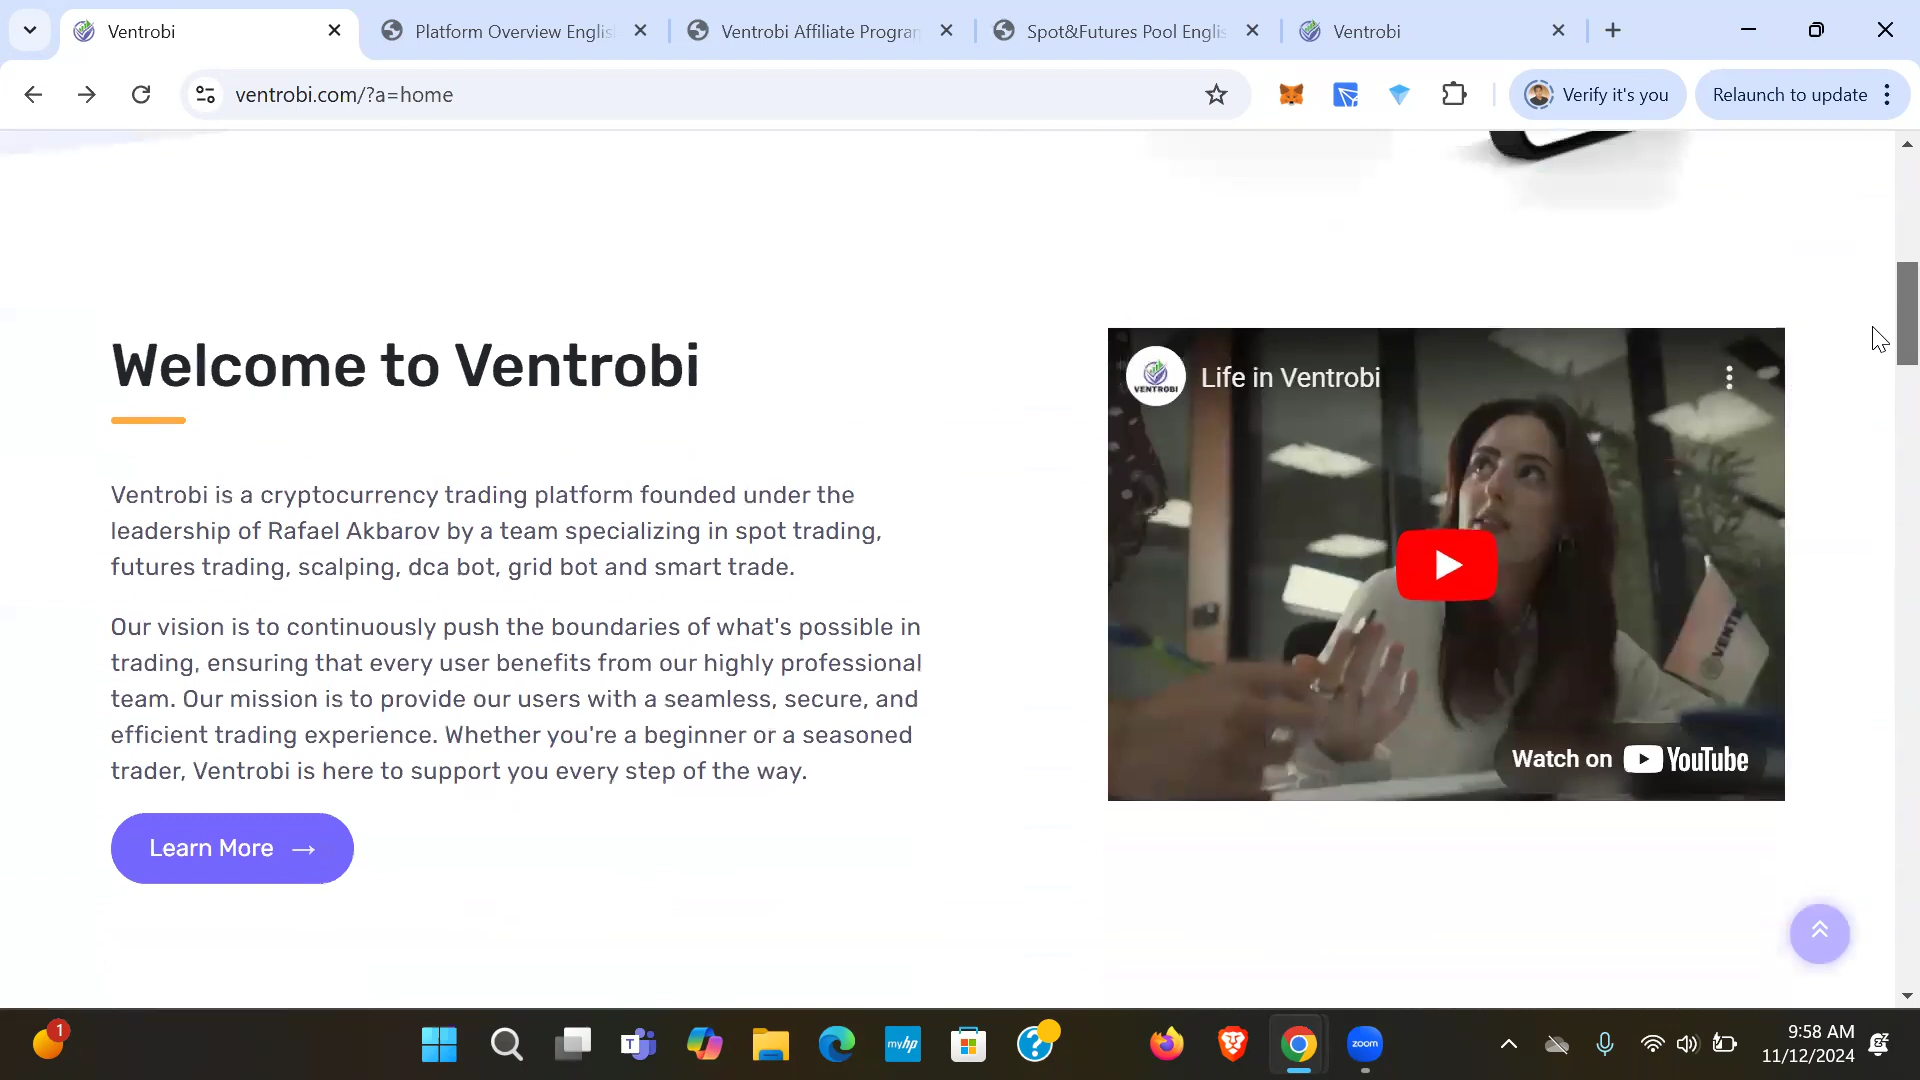 Ventrobi
Platform Overview Englis
Ventrobi Affiliate Program
Spot&Futures Pool Englis
Ventrobi
ventrobi.com/?a=home
Verify it's you
Relaunch to update
Welcome to Ventrobi
Ventrobi is a cryptocurrency trading platform founded under the
leadership of Rafael Akbarov by a team specializing in spot trading,
futures trading, scalping, dca bot, grid bot and smart trade.
Our vision is to continuously push the boundaries of what's possible in
trading, ensuring that every user benefits from our highly professional
team. Our mission is to provide our users with a seamless, secure, and
efficient trading experience. Whether you're a beginner or a seasoned
trader, Ventrobi is here to support you every step of the way.
Learn More →
VENTROBI
Life in Ventrobi
VENT
Watch on YouTube
1
T
myhp
?
zoom
9:58 AM
11/12/2024